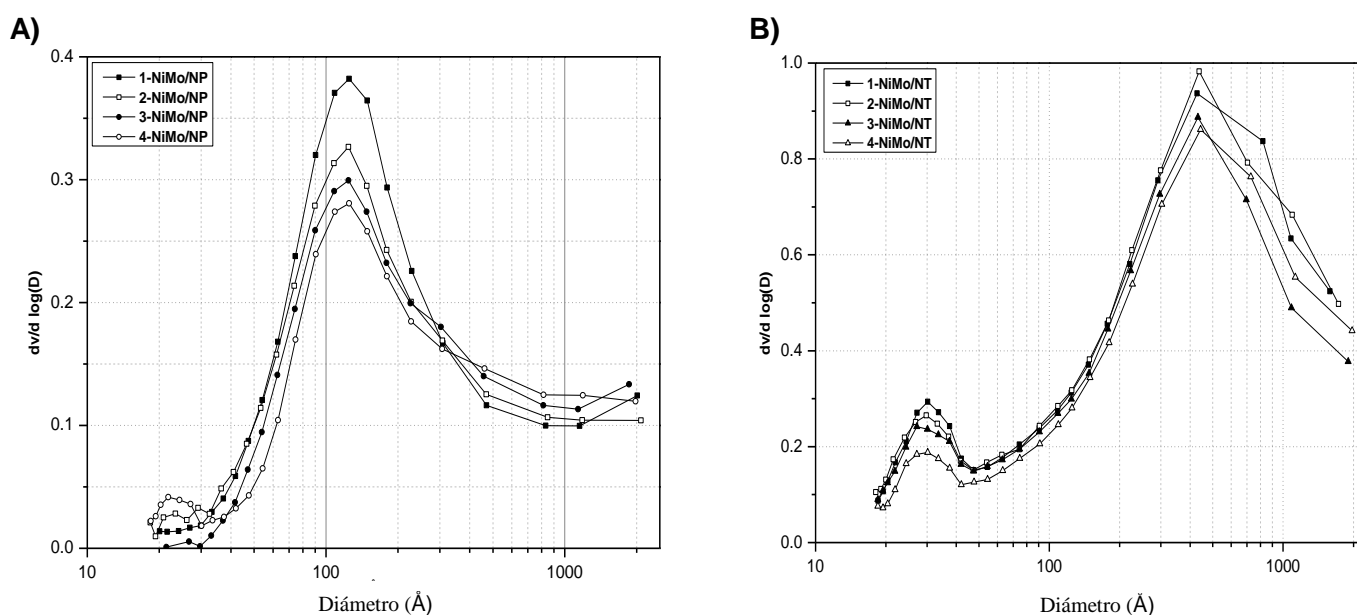 A)
0.4
0.3
0.2
0.1
0.0
dv/d log(D)
1-NiMo/NP
2-NiMo/NP
3-NiMo/NP
4-NiMo/NP
10
100
1000
Diámetro (Å)
B)
1.0
0.8
0.6
0.4
0.2
0.0
dv/d log(D)
1-NiMo/NT
2-NiMo/NT
3-NiMo/NT
4-NiMo/NT
10
100
1000
Diámetro (Å)